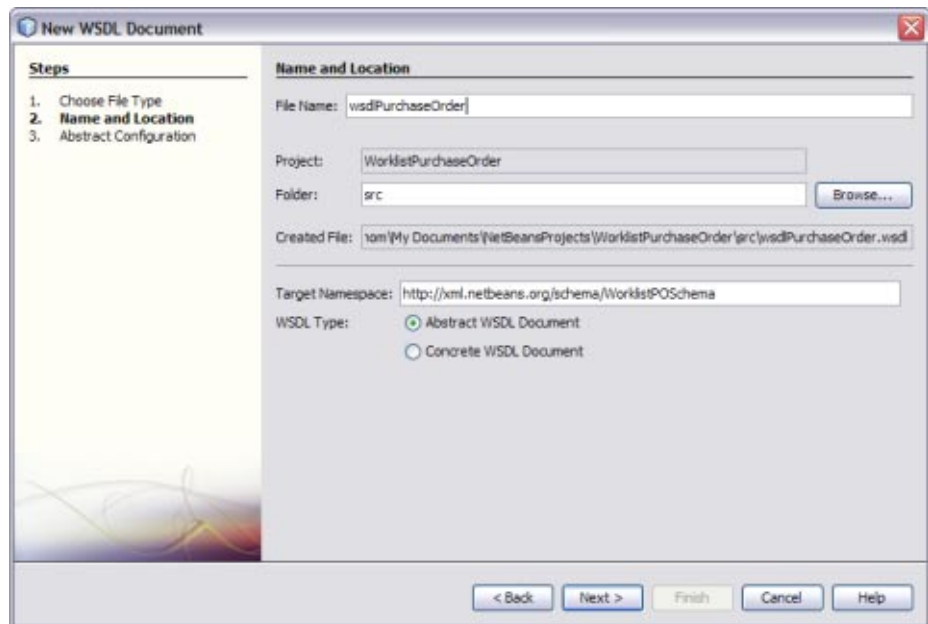 New WSDL Document
Steps
1. Choose File Type
2. Name and Location
3. Abstract Configuration
Name and Location
File Name: wsdlPurchaseOrder
Project: WorklistPurchaseOrder
Folder: src Browse...
Created File: \My Documents\NetBeansProjects\WorklistPurchaseOrder\src\wsdlPurchaseOrder.wsdl
Target Namespace: http://xml.netbeans.org/schema/WorklistPOSchema
WSDL Type: Abstract WSDL Document
Concrete WSDL Document
< Back Next > Finish Cancel Help